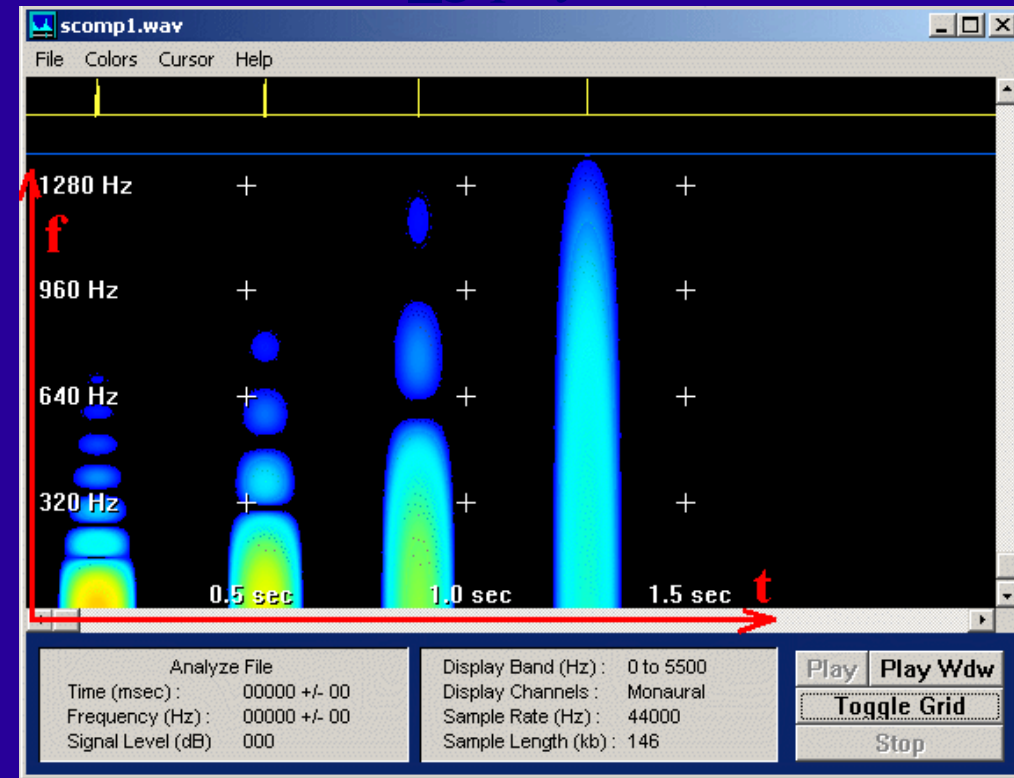 scomp1.wav
File Colors Cursor Help
1280 Hz
f
960 Hz
640 Hz
320 Hz
0.5 sec 1.0 sec 1.5 sec t
Analyze File
Time (msec) : 00000 +/- 00
Frequency (Hz) : 00000 +/- 00
Signal Level (dB) 000
Display Band (Hz) : 0 to 5500
Display Channels : Monaural
Sample Rate (Hz) : 44000
Sample Length (kb) : 146
Play Play Wdw
Toggle Grid
Stop